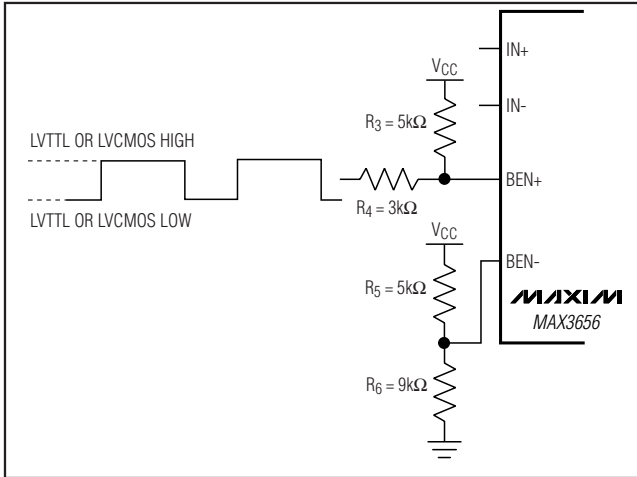 IN+
V_CC
IN-
R_3 = 5kΩ
LVTTL OR LVCMOS HIGH
BEN+
R_4 = 3kΩ
LVTTL OR LVCMOS LOW
V_CC
BEN-
R_5 = 5kΩ
MAXIM
MAX3656
R_6 = 9kΩ